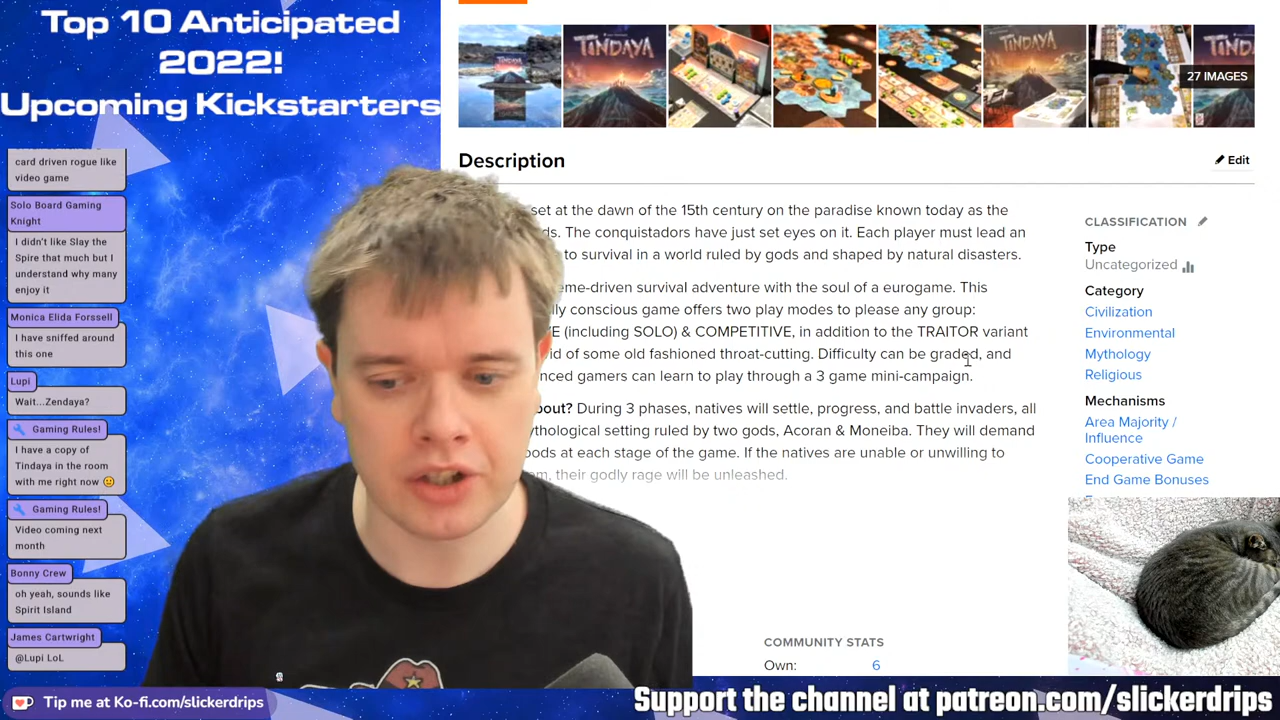 Top 10 Anticipated
2022!
Upcoming Kickstarters
card driven rogue like
video game
Solo Board Gaming
Knight
I didn't like Slay the
Spire that much but I
understand why many
enjoy it
Monica Elida Forssell
I have sniffed around
this one
Lupi
Wait...Zendaya?
Gaming Rules!
I have a copy of
Tindaya in the room
with me right now 🙂
Gaming Rules!
Video coming next
month
Bonny Crew
oh yeah, sounds like
Spirit Island
James Cartwright
@Lupi LoL
Tip me at Ko-fi.com/slickerdrips
TINDAYA
TINDAYA
TINDAYA
TIND
27 IMAGES
Description
Edit
set at the dawn of the 15th century on the paradise known today as the
ds. The conquistadors have just set eyes on it. Each player must lead an
to survival in a world ruled by gods and shaped by natural disasters.
eme-driven survival adventure with the soul of a eurogame. This
lly conscious game offers two play modes to please any group:
VE (including SOLO) & COMPETITIVE, in addition to the TRAITOR variant
id of some old fashioned throat-cutting. Difficulty can be graded, and
nced gamers can learn to play through a 3 game mini-campaign.
bout? During 3 phases, natives will settle, progress, and battle invaders, all
ythological setting ruled by two gods, Acoran & Moneiba. They will demand
oods at each stage of the game. If the natives are unable or unwilling to
m, their godly rage will be unleashed.
CLASSIFICATION
Type
Uncategorized
Category
Civilization
Environmental
Mythology
Religious
Mechanisms
Area Majority /
Influence
Cooperative Game
End Game Bonuses
COMMUNITY STATS
Own: 6
Support the channel at patreon.com/slickerdrips